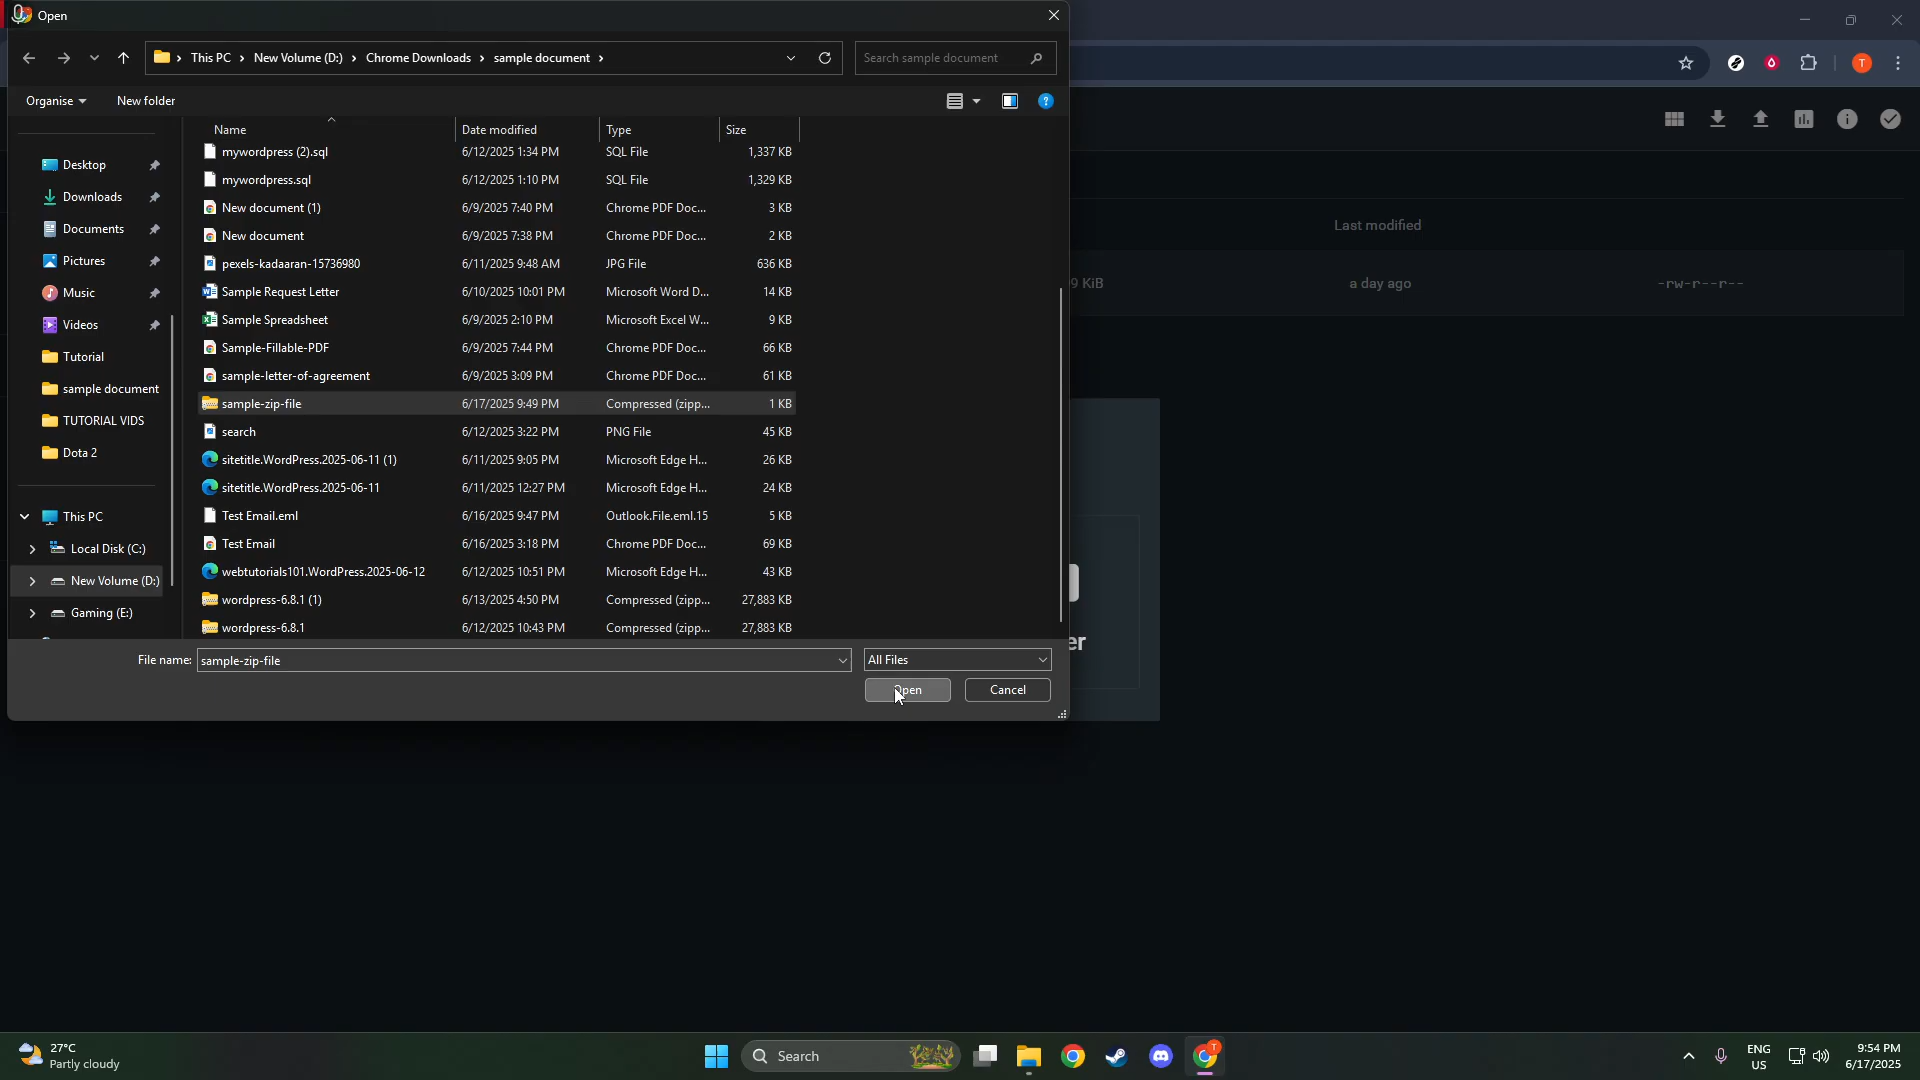 Open
This PC > New Volume (D:) > Chrome Downloads > sample document >
Search sample document
Organise
New folder
Name
Date modified
Type
Size
Last modified
Desktop
Downloads
Documents
Pictures
Music
Videos
Tutorial
sample document
TUTORIAL VIDS
Dota 2
This PC
Local Disk (C:)
New Volume (D:)
Gaming (E:)
mywordpress (2).sql 6/12/2025 1:34 PM SQL File 1,337 KB
mywordpress.sql 6/12/2025 1:10 PM SQL File 1,329 KB
New document (1) 6/9/2025 7:40 PM Chrome PDF Doc... 3 KB
New document 6/9/2025 7:38 PM Chrome PDF Doc... 2 KB
pexels-kadaaran-15736980 6/11/2025 9:48 AM JPG File 636 KB
Sample Request Letter 6/10/2025 10:01 PM Microsoft Word D... 14 KB
Sample Spreadsheet 6/9/2025 2:10 PM Microsoft Excel W... 9 KB
Sample-Fillable-PDF 6/9/2025 7:44 PM Chrome PDF Doc... 66 KB
sample-letter-of-agreement 6/9/2025 3:09 PM Chrome PDF Doc... 61 KB
sample-zip-file 6/17/2025 9:49 PM Compressed (zipp... 1 KB
search 6/12/2025 3:22 PM PNG File 45 KB
sitetitle.WordPress.2025-06-11 (1) 6/11/2025 9:05 PM Microsoft Edge H... 26 KB
sitetitle.WordPress.2025-06-11 6/11/2025 12:27 PM Microsoft Edge H... 24 KB
Test Email.eml 6/16/2025 9:47 PM Outlook.File.eml.15 5 KB
Test Email 6/16/2025 3:18 PM Chrome PDF Doc... 69 KB
webtutorials101.WordPress.2025-06-12 6/12/2025 10:51 PM Microsoft Edge H... 43 KB
wordpress-6.8.1 (1) 6/13/2025 4:50 PM Compressed (zipp... 27,883 KB
wordpress-6.8.1 6/12/2025 10:43 PM Compressed (zipp... 27,883 KB
9 KiB a day ago -rw-r--r--
er
File name: sample-zip-file
All Files
Open
Cancel
T
27°C
Partly cloudy
Search
T
ENG
US
9:54 PM
6/17/2025